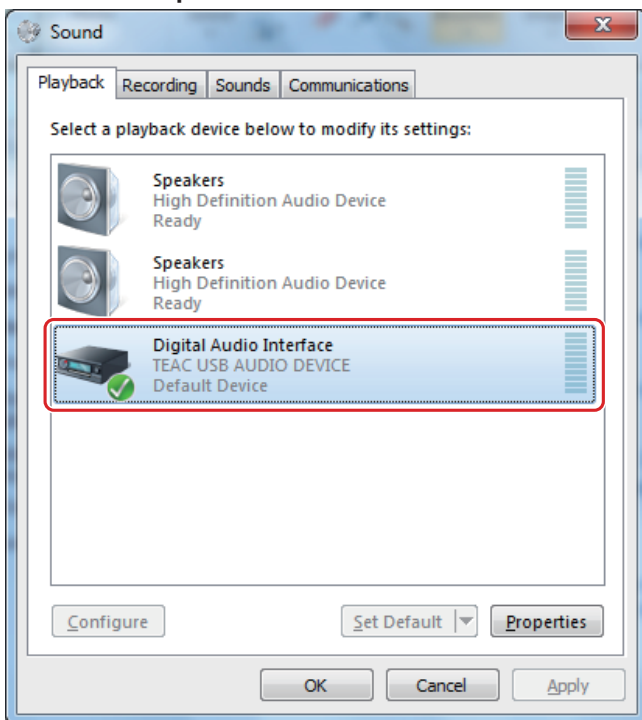 Sound
Playback Recording Sounds Communications
Select a playback device below to modify its settings:
Speakers
High Definition Audio Device
Ready
Speakers
High Definition Audio Device
Ready
Digital Audio Interface
TEAC USB AUDIO DEVICE
Default Device
Configure Set Default Properties
OK Cancel Apply